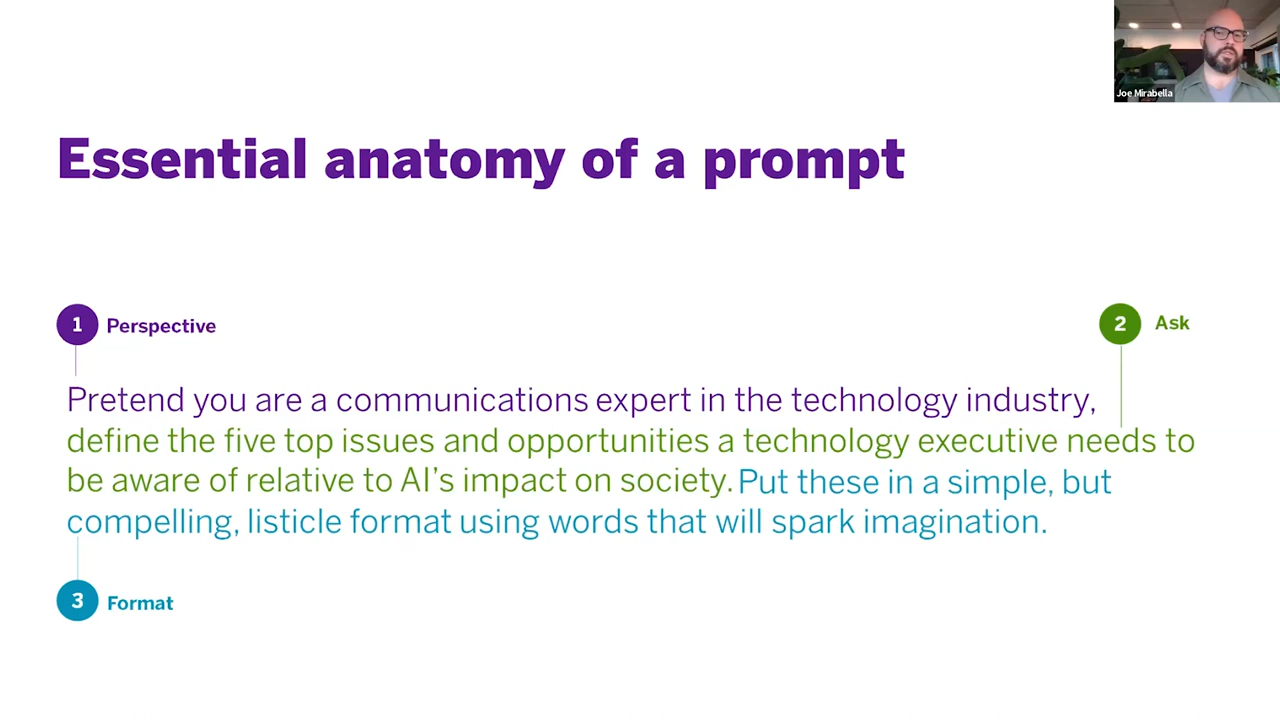 Joe Mirabella
Essential anatomy of a prompt
1 Perspective
2 Ask
Pretend you are a communications expert in the technology industry,
define the five top issues and opportunities a technology executive needs to
be aware of relative to AI's impact on society. Put these in a simple, but
compelling, listicle format using words that will spark imagination.
3 Format